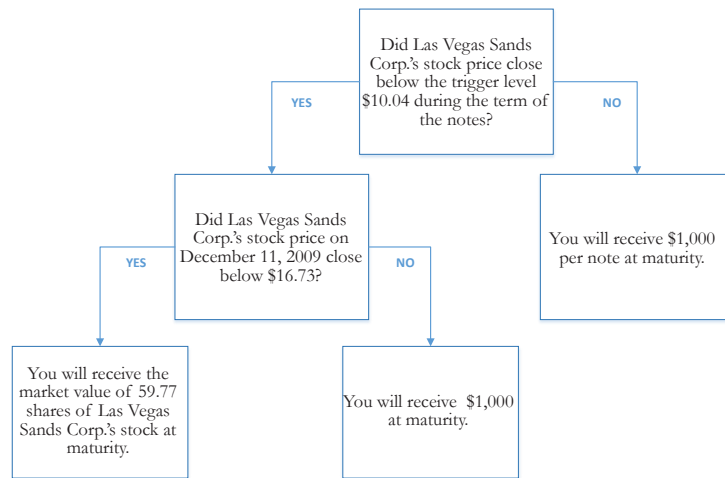 Did Las Vegas Sands
Corp.'s stock price close
below the trigger level
$10.04 during the term of
the notes?
YES
NO
Did Las Vegas Sands
Corp.'s stock price on
December 11, 2009 close
below $16.73?
You will receive $1,000
per note at maturity.
YES
NO
You will receive the
market value of 59.77
shares of Las Vegas
Sands Corp.'s stock at
maturity.
You will receive $1,000
at maturity.